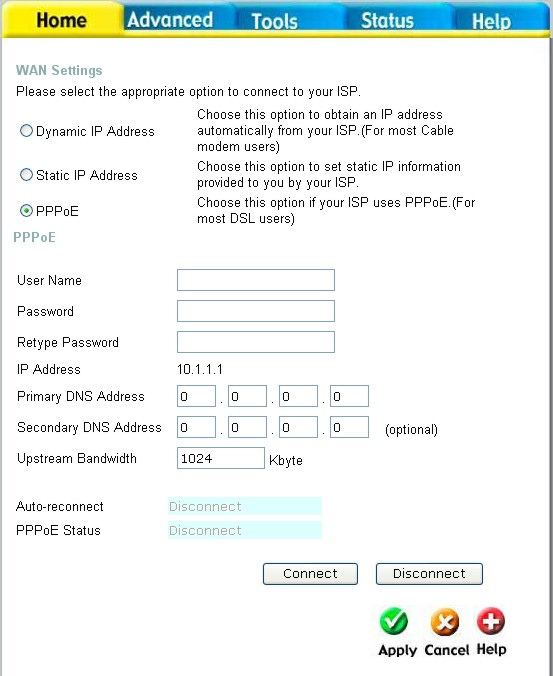 Home Advanced Tools Status Help
WAN Settings
Please select the appropriate option to connect to your ISP.
Dynamic IP Address
Choose this option to obtain an IP address
automatically from your ISP.(For most Cable
modem users)
Static IP Address
Choose this option to set static IP information
provided to you by your ISP.
PPPoE
Choose this option if your ISP uses PPPoE.(For
most DSL users)
PPPoE
User Name
Password
Retype Password
IP Address 10.1.1.1
Primary DNS Address 0 . 0 . 0 . 0
Secondary DNS Address 0 . 0 . 0 . 0 (optional)
Upstream Bandwidth 1024 Kbyte
Auto-reconnect Disconnect
PPPoE Status Disconnect
Connect Disconnect
Apply Cancel Help